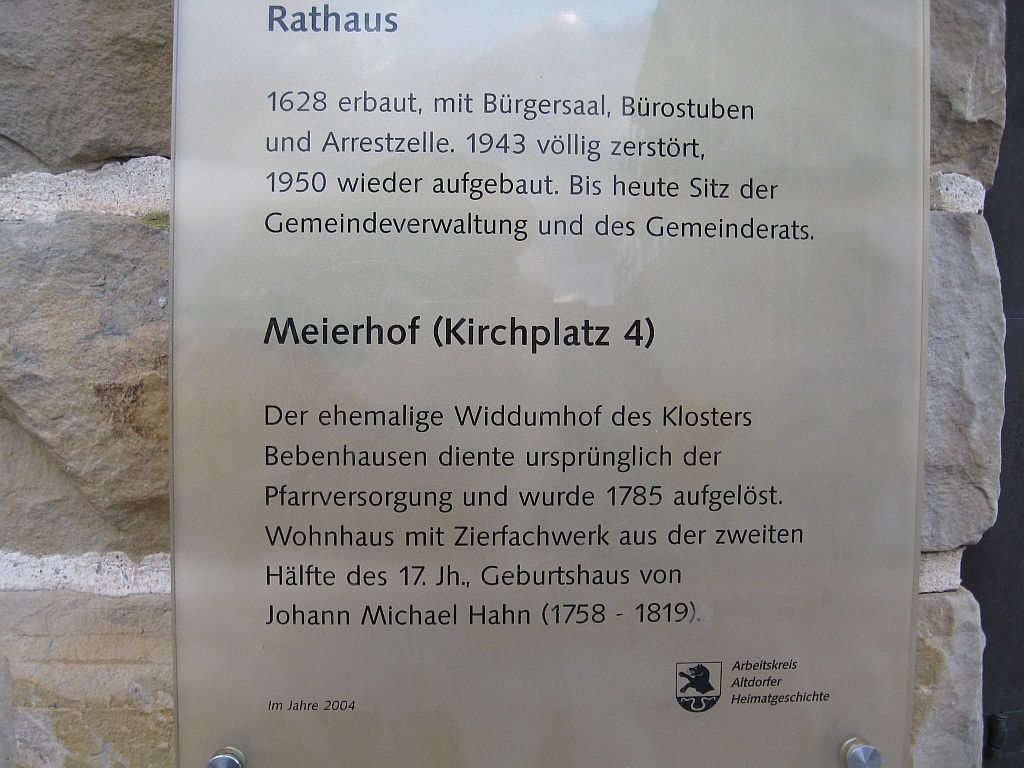 Rathaus
1628 erbaut, mit Bürgersaal, Bürostuben
und Arrestzelle. 1943 völlig zerstört,
1950 wieder aufgebaut. Bis heute Sitz der
Gemeindeverwaltung und des Gemeinderats.
Meierhof (Kirchplatz 4)
Der ehemalige Widdumhof des Klosters
Bebenhausen diente ursprünglich der
Pfarrversorgung und wurde 1785 aufgelöst.
Wohnhaus mit Zierfachwerk aus der zweiten
Hälfte des 17. Jh., Geburtshaus von
Johann Michael Hahn (1758 - 1819).
Im Jahre 2004
Arbeitskreis
Altdorfer
Heimatgeschichte